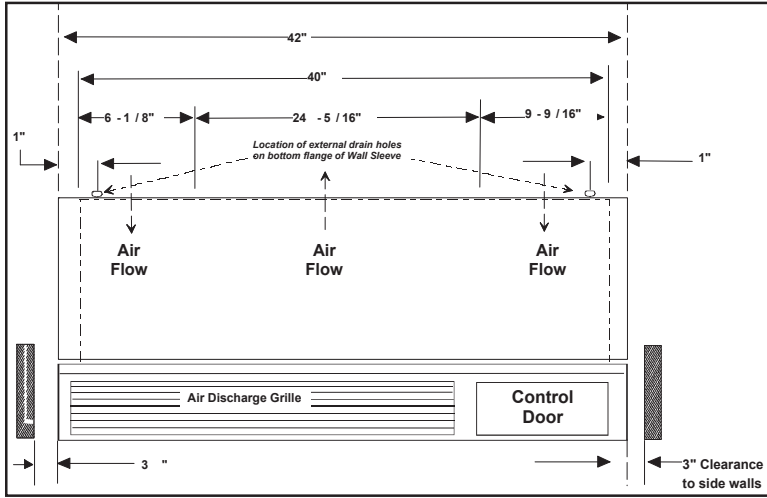 42"
40"
6 - 1 / 8"
24 - 5 / 16"
9 - 9 / 16"
1"
Location of external drain holes
on bottom flange of Wall Sleeve
1"
Air
Flow
Air
Flow
Air
Flow
Air Discharge Grille
Control
Door
3 "
3" Clearance
to side walls